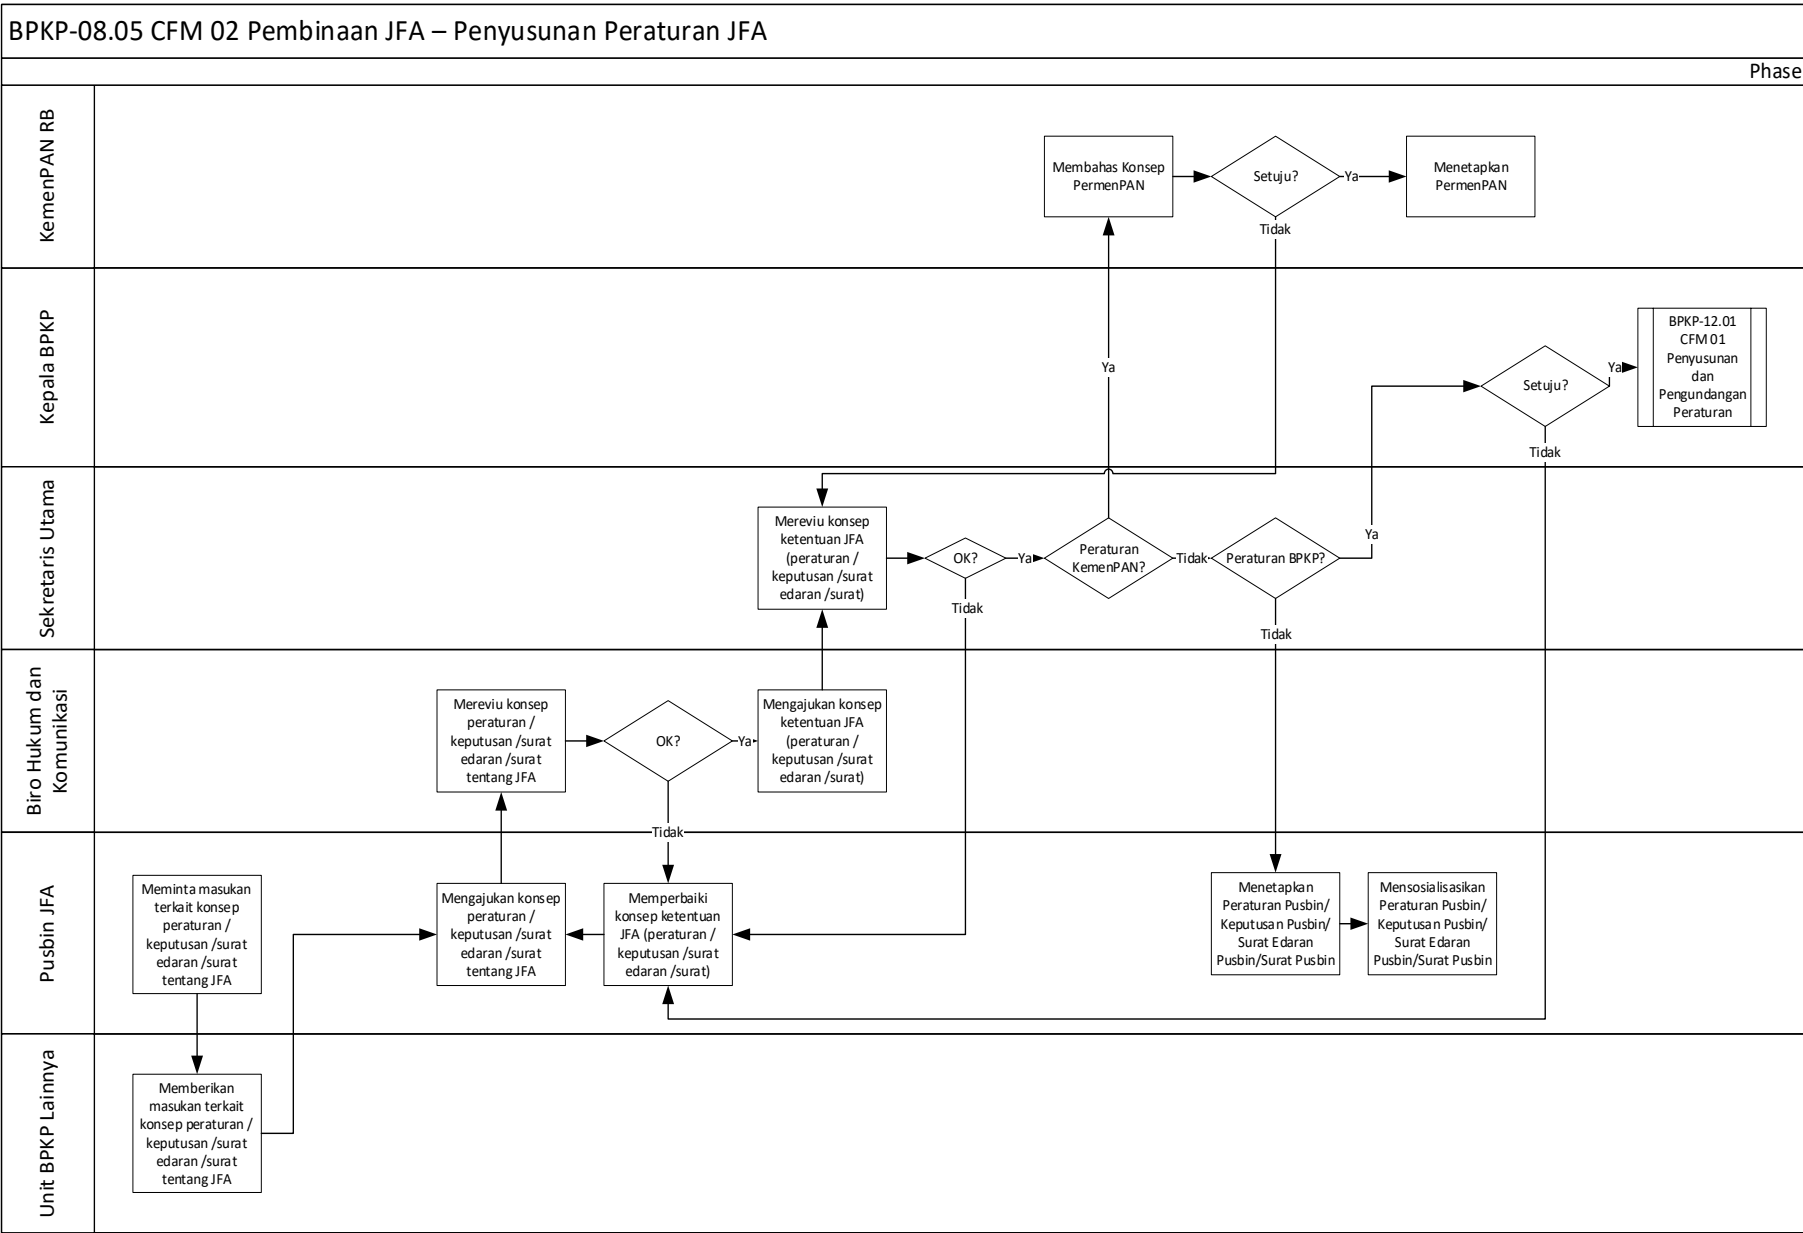 BPKP-08.05 CFM 02 Pembinaan JFA – Penyusunan Peraturan JFA
Phase
KemenPAN RB
Membahas Konsep
PermenPAN
Setuju?
Ya
Menetapkan
PermenPAN
Tidak
Kepala BPKP
Ya
Setuju?
Ya
BPKP-12.01
CFM 01
Penyusunan
dan
Pengundangan
Peraturan
Tidak
Sekretaris Utama
Mereviu konsep
ketentuan JFA
(peraturan /
keputusan /surat
edaran /surat)
OK?
Ya
Tidak
Peraturan
KemenPAN?
Tidak
Peraturan BPKP?
Ya
Tidak
Biro Hukum dan
Komunikasi
Mereviu konsep
peraturan /
keputusan /surat
edaran /surat
tentang JFA
OK?
Ya
Mengajukan konsep
ketentuan JFA
(peraturan /
keputusan /surat
edaran /surat)
Tidak
Pusbin JFA
Meminta masukan
terkait konsep
peraturan /
keputusan /surat
edaran /surat
tentang JFA
Mengajukan konsep
peraturan /
keputusan /surat
edaran /surat
tentang JFA
Memperbaiki
konsep ketentuan
JFA (peraturan /
keputusan /surat
edaran /surat)
Menetapkan
Peraturan Pusbin/
Keputusan Pusbin/
Surat Edaran
Pusbin/Surat Pusbin
Mensosialisasikan
Peraturan Pusbin/
Keputusan Pusbin/
Surat Edaran
Pusbin/Surat Pusbin
Unit BPKP Lainnya
Memberikan
masukan terkait
konsep peraturan /
keputusan /surat
edaran /surat
tentang JFA